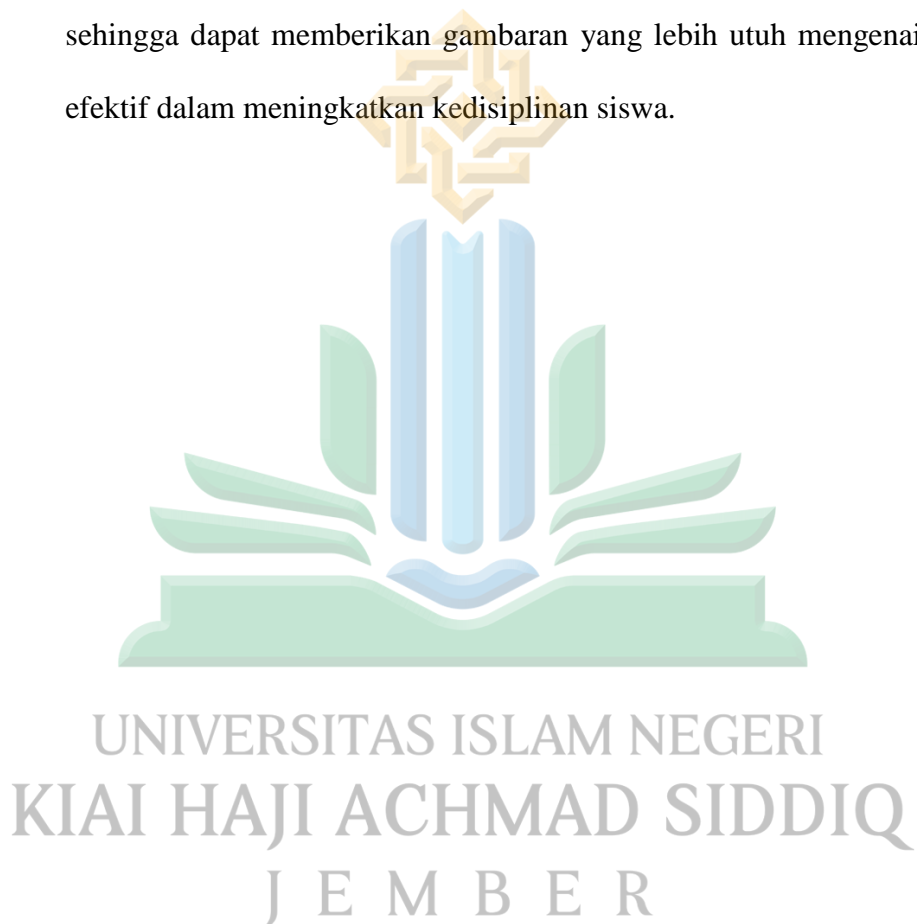 sehingga dapat memberikan gambaran yang lebih utuh mengenai
efektif dalam meningkatkan kedisiplinan siswa.
UNIVERSITAS ISLAM NEGERI
KIAI HAJI ACHMAD SIDDIQ
JEMBER